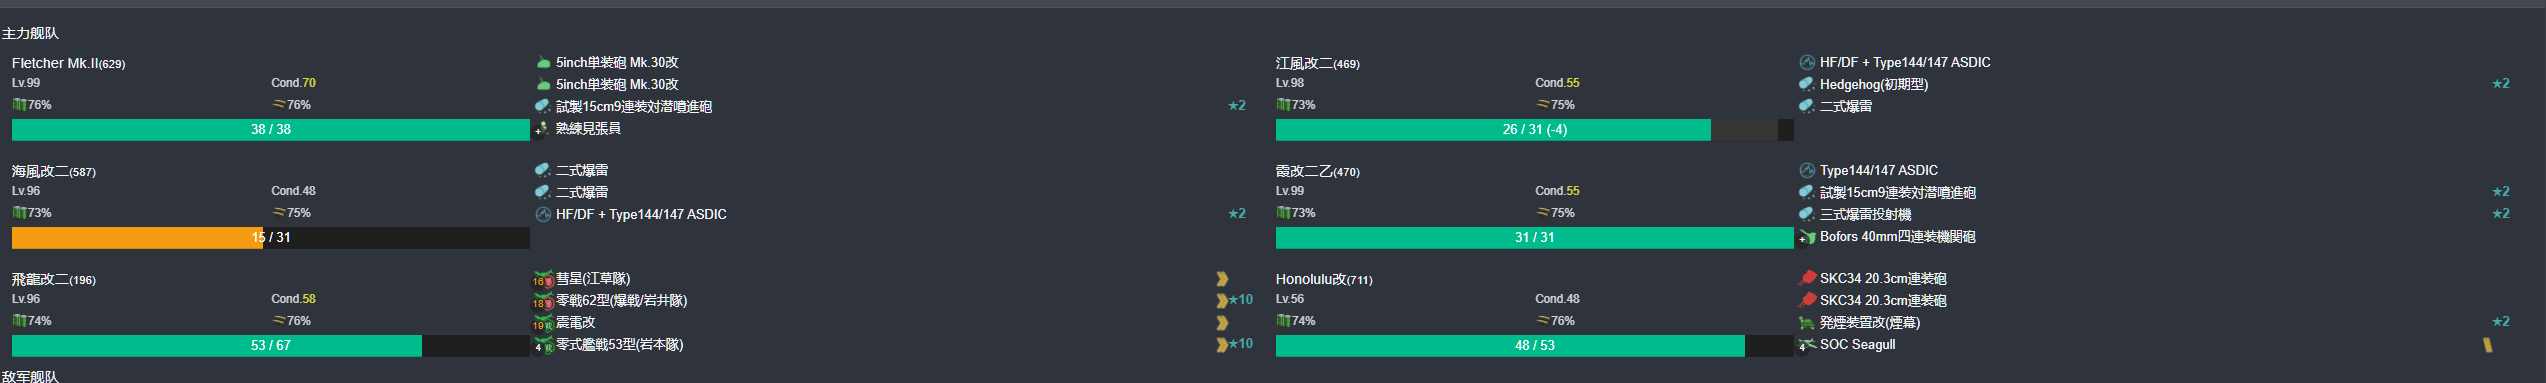 主力舰队
Fletcher Mk.II(629)
Lv.99 Cond.70
76% 76%
38 / 38
5inch単装砲 Mk.30改
5inch単装砲 Mk.30改
試製15cm9連装対潜噴進砲 ★2
+ 熟練見張員
江風改二(469)
Lv.98 Cond.55
73% 75%
26 / 31 (-4)
HF/DF + Type144/147 ASDIC
Hedgehog(初期型) ★2
二式爆雷
海風改二(587)
Lv.96 Cond.48
73% 75%
15 / 31
二式爆雷
二式爆雷
HF/DF + Type144/147 ASDIC ★2
霞改二乙(470)
Lv.99 Cond.55
73% 75%
31 / 31
Type144/147 ASDIC
試製15cm9連装対潜噴進砲 ★2
三式爆雷投射機 ★2
+ Bofors 40mm四連装機関砲
飛龍改二(196)
Lv.96 Cond.58
74% 76%
53 / 67
16 彗星(江草隊)
18 零戦62型(爆戦/岩井隊) ★10
19 震電改
4 零式艦戦53型(岩本隊) ★10
Honolulu改(711)
Lv.56 Cond.48
74% 76%
48 / 53
SKC34 20.3cm連装砲
SKC34 20.3cm連装砲
発煙装置改(煙幕) ★2
4 SOC Seagull
敌军舰队